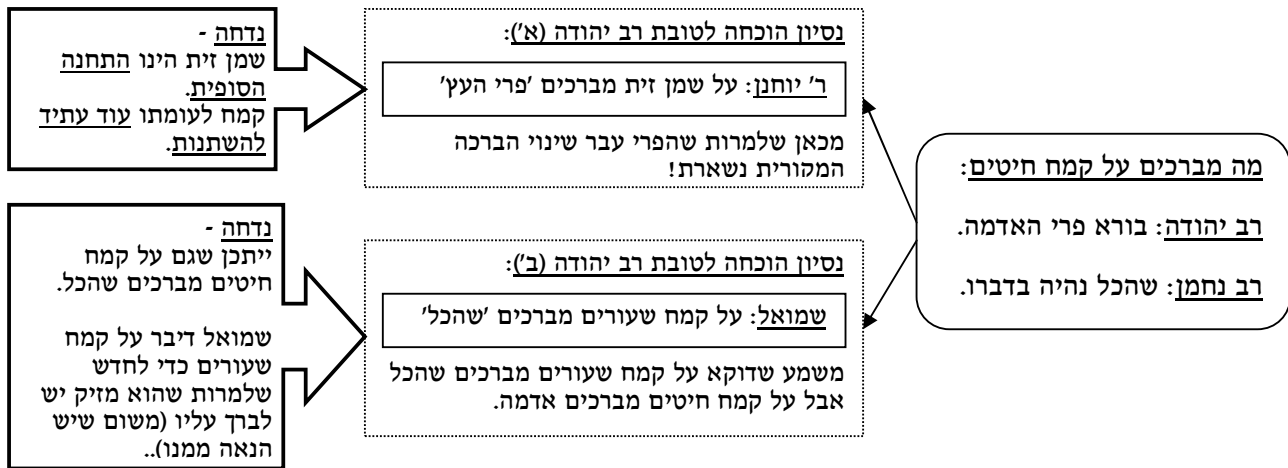 מה מברכים על קמח חיטים:
רב יהודה: בורא פרי האדמה.
רב נחמן: שהכל נהיה בדברו.
נסיון הוכחה לטובת רב יהודה (א'):
ר' יוחנן: על שמן זית מברכים 'פרי העץ'
מכאן שלמרות שהפרי עבר שינוי הברכה
המקורית נשארת!
נדחה -
שמן זית הינו התחנה
הסופית.
קמח לעומתו עוד עתיד
להשתנות.
נסיון הוכחה לטובת רב יהודה (ב'):
שמואל: על קמח שעורים מברכים 'שהכל'
משמע שדוקא על קמח שעורים מברכים שהכל
אבל על קמח חיטים מברכים אדמה.
נדחה -
ייתכן שגם על קמח
חיטים מברכים שהכל.
שמואל דיבר על קמח
שעורים כדי לחדש
שלמרות שהוא מזיק יש
לברך עליו (משום שיש
הנאה ממנו)..